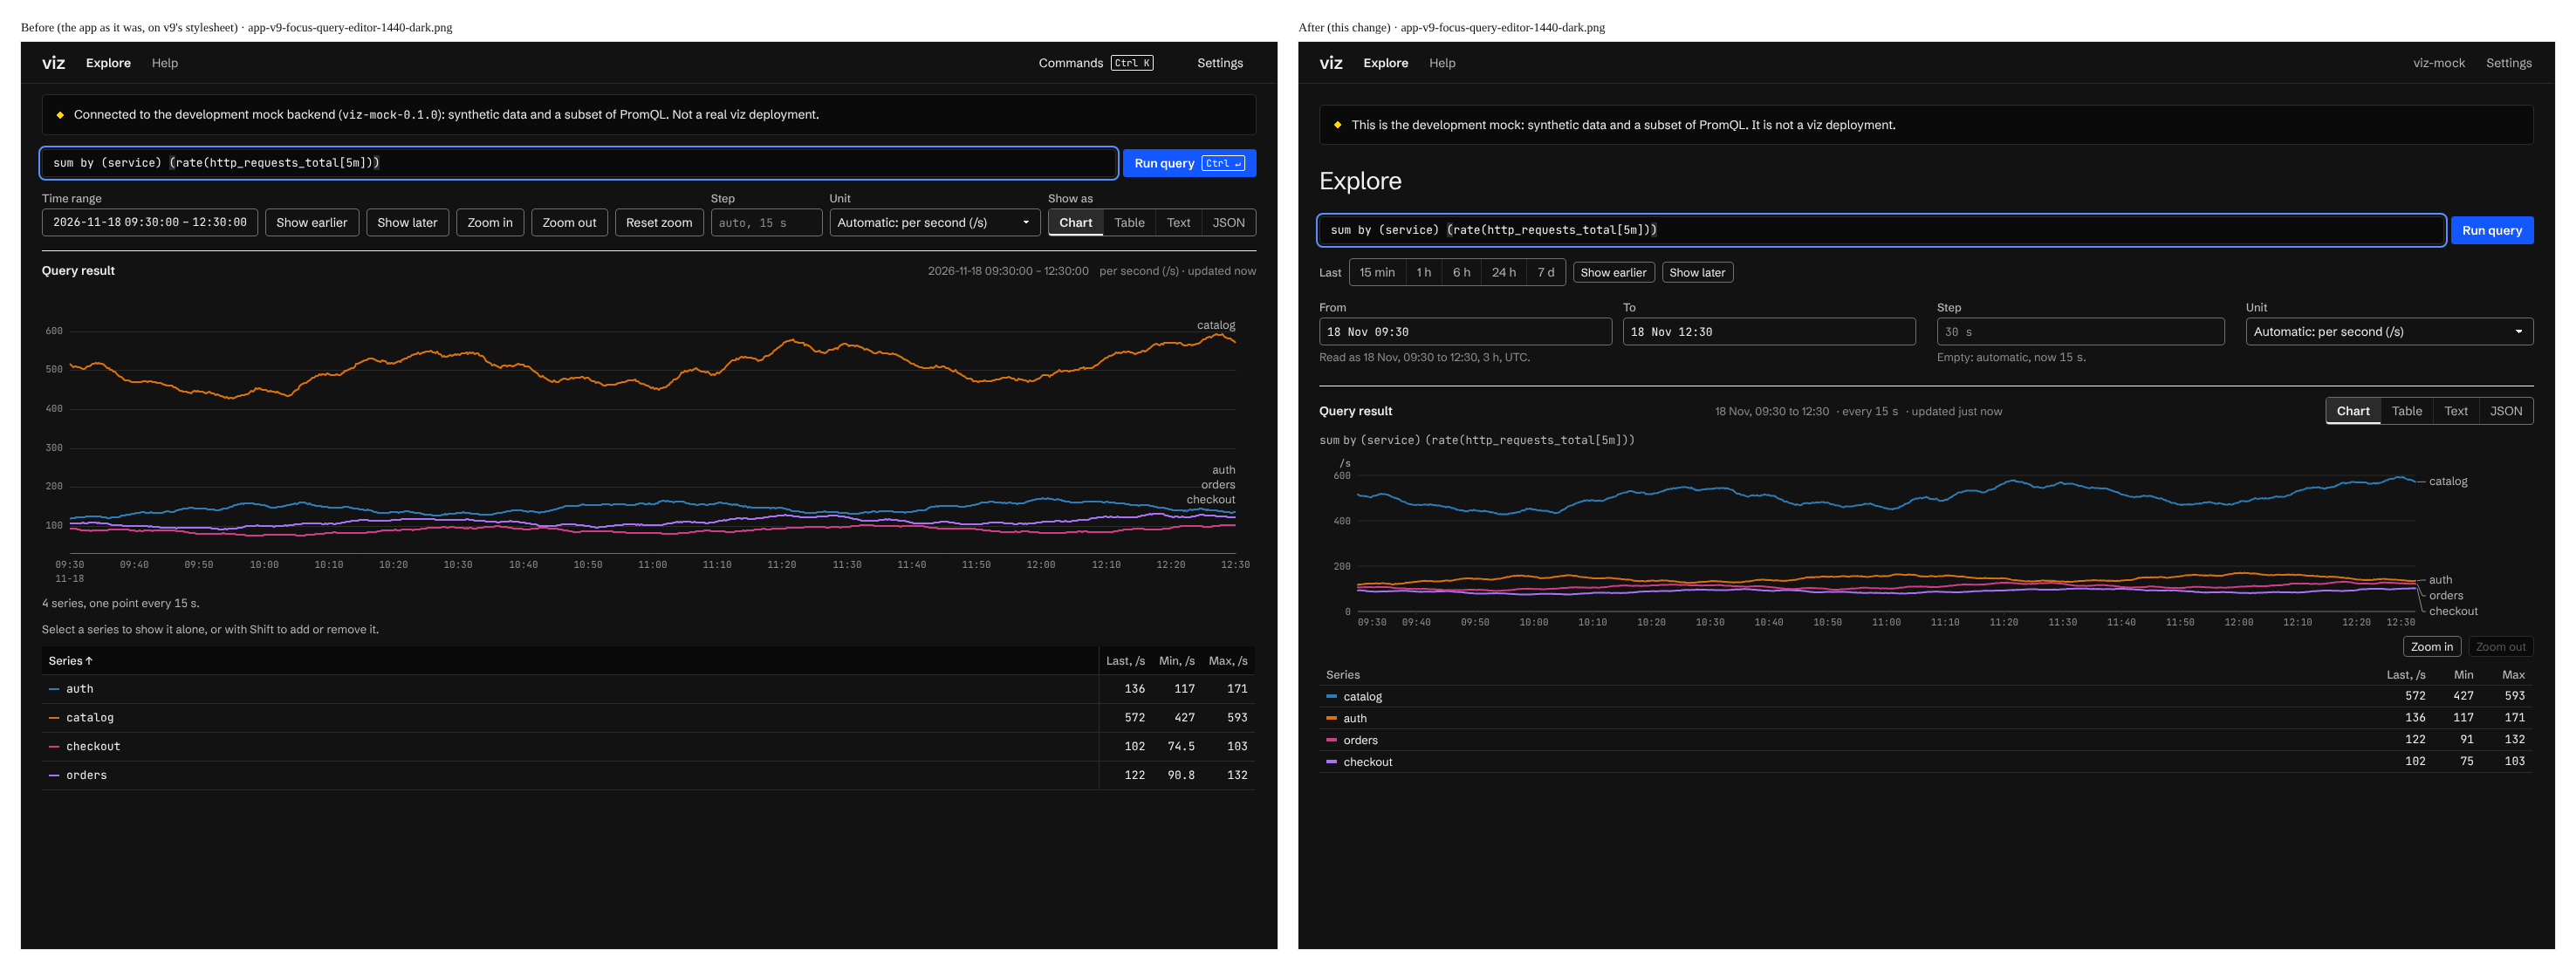 Before (the app as it was, on v9's stylesheet) · app-v9-focus-query-editor-1440-dark.png
viz Explore Help Commands Ctrl K Settings
Connected to the development mock backend (viz-mock-0.1.0): synthetic data and a subset of PromQL. Not a real viz deployment.
sum by (service) (rate(http_requests_total[5m])) Run query Ctrl ↵
Time range Step Unit Show as
2026-11-18 09:30:00 – 12:30:00 Show earlier Show later Zoom in Zoom out Reset zoom auto, 15 s Automatic: per second (/s) Chart Table Text JSON
Query result 2026-11-18 09:30:00 – 12:30:00 per second (/s) · updated now
catalog
600
500
400
300
auth
200 orders
checkout
100
09:30 09:40 09:50 10:00 10:10 10:20 10:30 10:40 10:50 11:00 11:10 11:20 11:30 11:40 11:50 12:00 12:10 12:20 12:30
11-18
4 series, one point every 15 s.
Select a series to show it alone, or with Shift to add or remove it.
Series ↑ Last, /s Min, /s Max, /s
auth 136 117 171
catalog 572 427 593
checkout 102 74.5 103
orders 122 90.8 132
After (this change) · app-v9-focus-query-editor-1440-dark.png
viz Explore Help viz-mock Settings
This is the development mock: synthetic data and a subset of PromQL. It is not a viz deployment.
Explore
sum by (service) (rate(http_requests_total[5m])) Run query
Last 15 min 1 h 6 h 24 h 7 d Show earlier Show later
From To Step Unit
18 Nov 09:30 18 Nov 12:30 30 s Automatic: per second (/s)
Read as 18 Nov, 09:30 to 12:30, 3 h, UTC. Empty: automatic, now 15 s.
Query result 18 Nov, 09:30 to 12:30 · every 15 s · updated just now Chart Table Text JSON
sum by (service) (rate(http_requests_total[5m]))
/s
600 catalog
400
200
auth
orders
0 checkout
09:30 09:40 09:50 10:00 10:10 10:20 10:30 10:40 10:50 11:00 11:10 11:20 11:30 11:40 11:50 12:00 12:10 12:20 12:30
Zoom in Zoom out
Series Last, /s Min Max
catalog 572 427 593
auth 136 117 171
orders 122 91 132
checkout 102 75 103